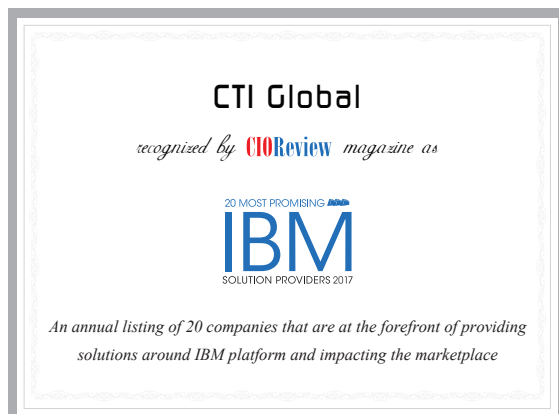 CTI Global
recognized by CIOReview magazine as
20 MOST PROMISING
IBM
SOLUTION PROVIDERS 2017
An annual listing of 20 companies that are at the forefront of providing
solutions around IBM platform and impacting the marketplace